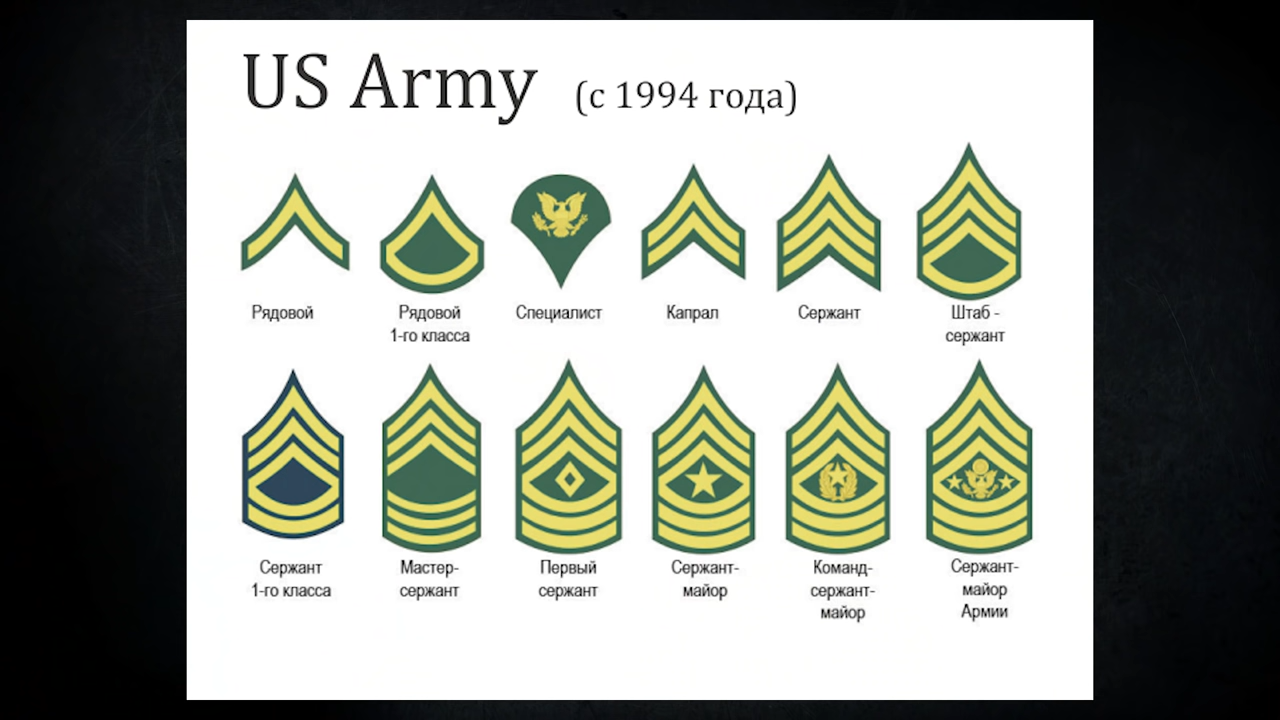 US Army (с 1994 года)
Рядовой
Рядовой
1-го класса
Специалист
Капрал
Сержант
Штаб -
сержант
Сержант
1-го класса
Мастер-
сержант
Первый
сержант
Сержант-
майор
Команд-
сержант-
майор
Сержант-
майор
Армии